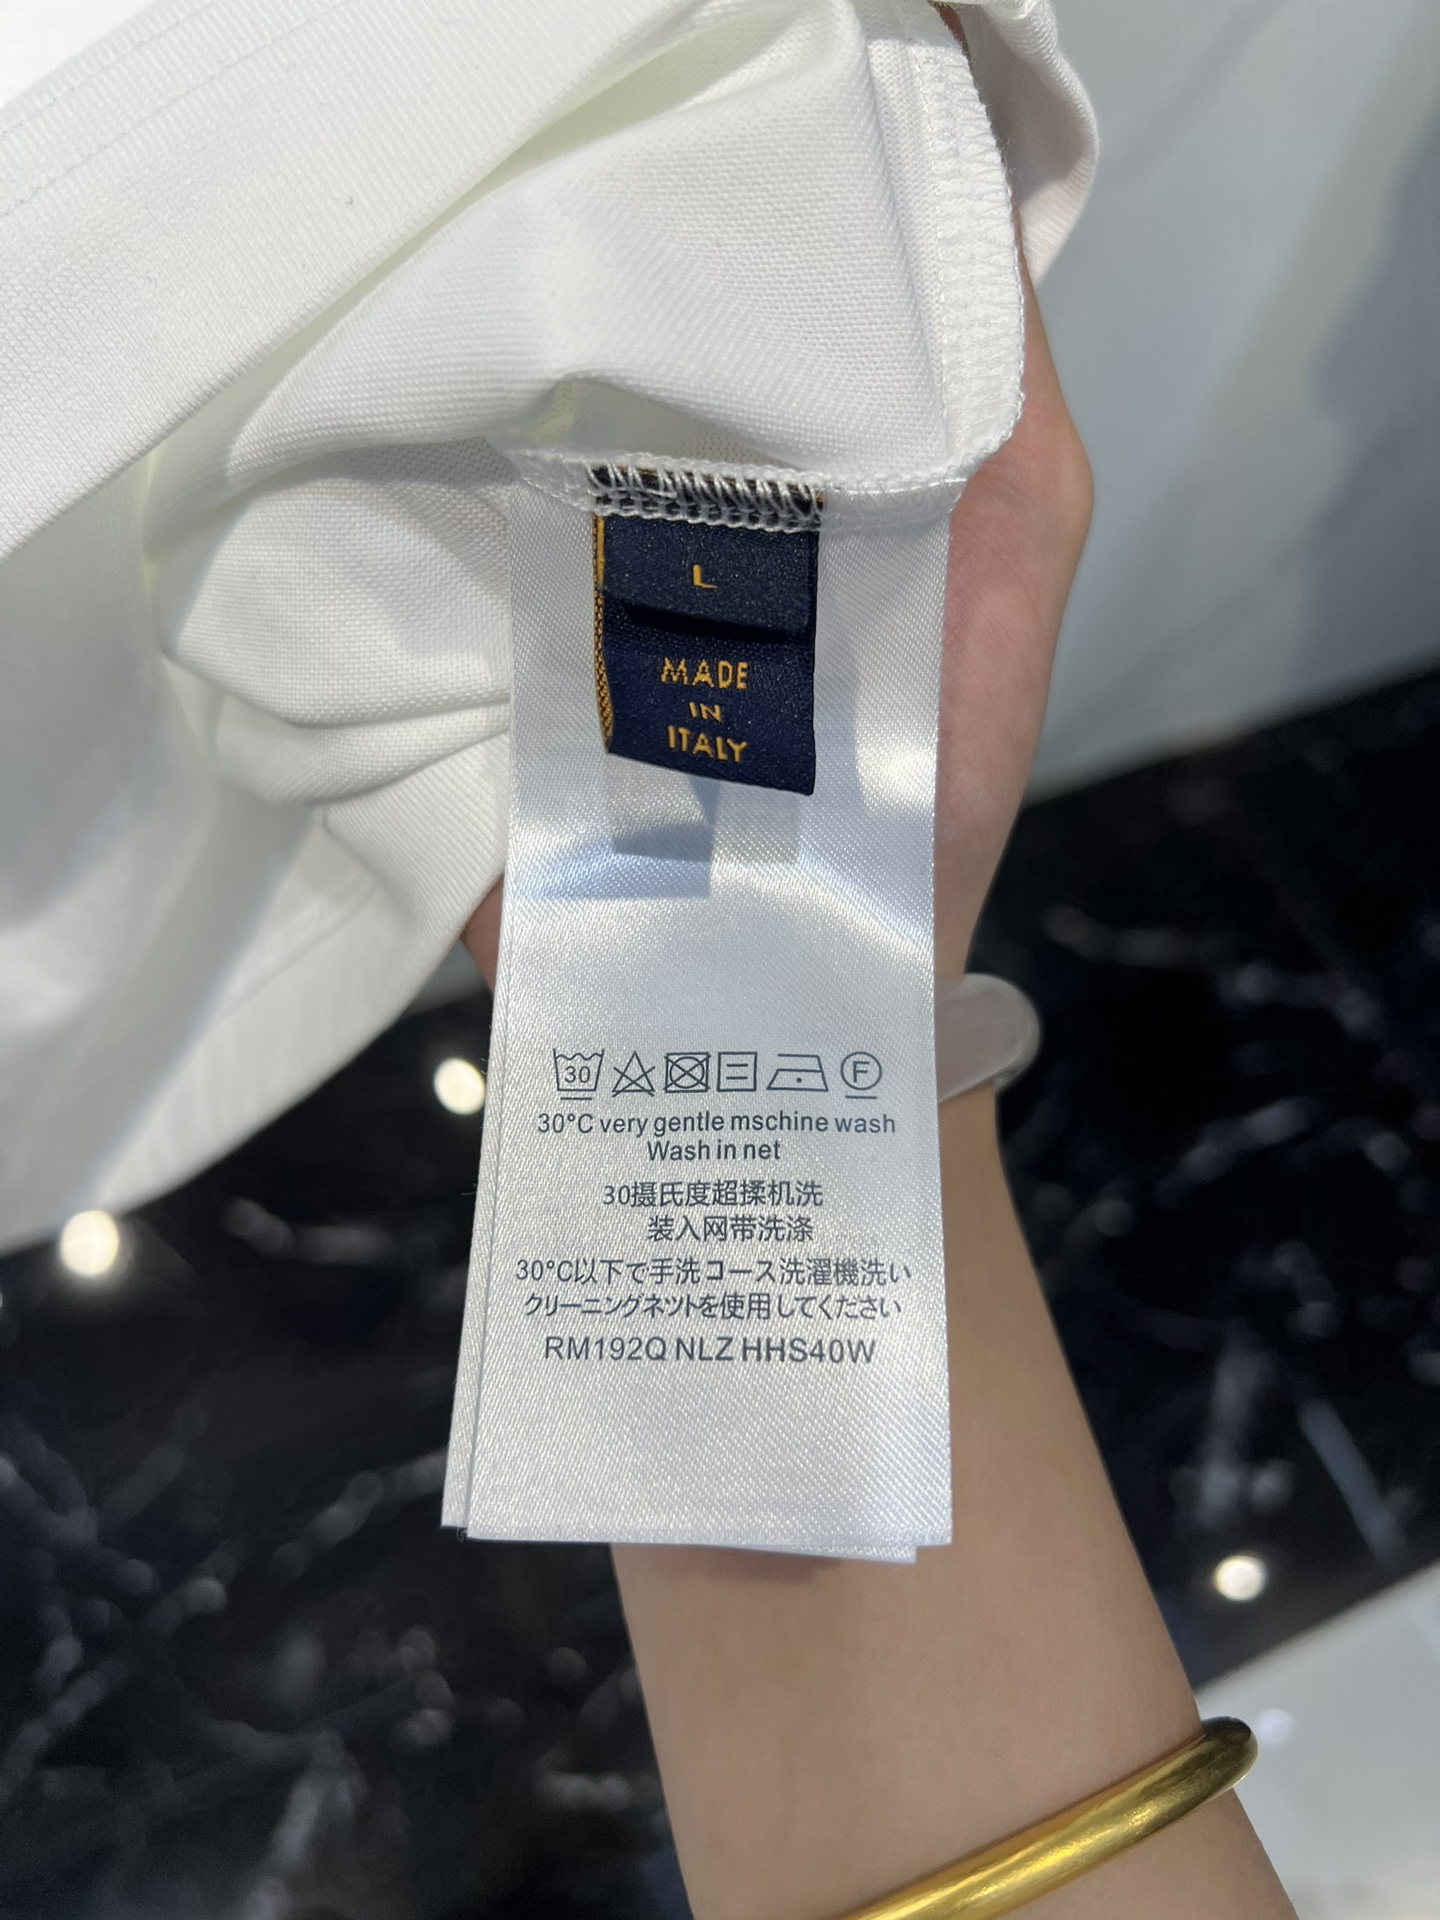 L
MADE
IN
ITALY
30 F
30°C very gentle mschine wash
Wash in net
30摄氏度超揉机洗
装入网带洗涤
30°C以下で手洗コース洗濯機洗い
クリーニングネットを使用してください
RM192Q NLZ HHS40W